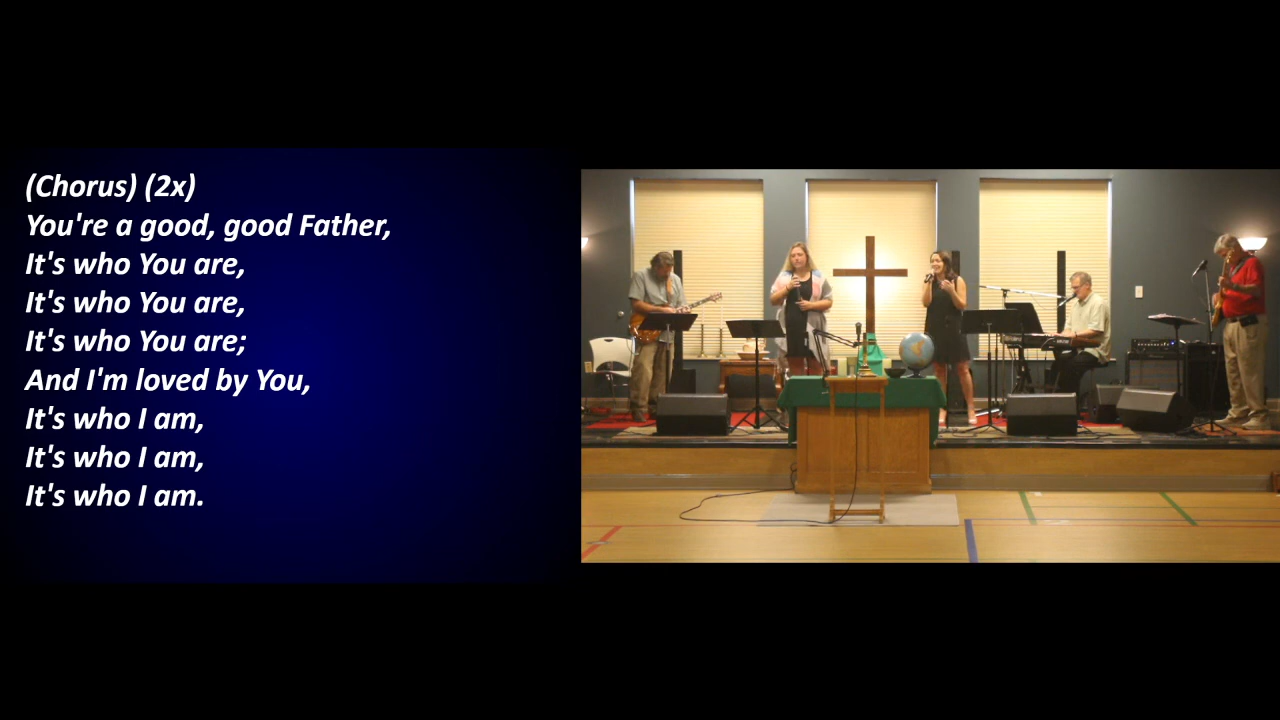 (Chorus) (2x)
You're a good, good Father,
It's who You are,
It's who You are,
It's who You are;
And I'm loved by You,
It's who I am,
It's who I am,
It's who I am.